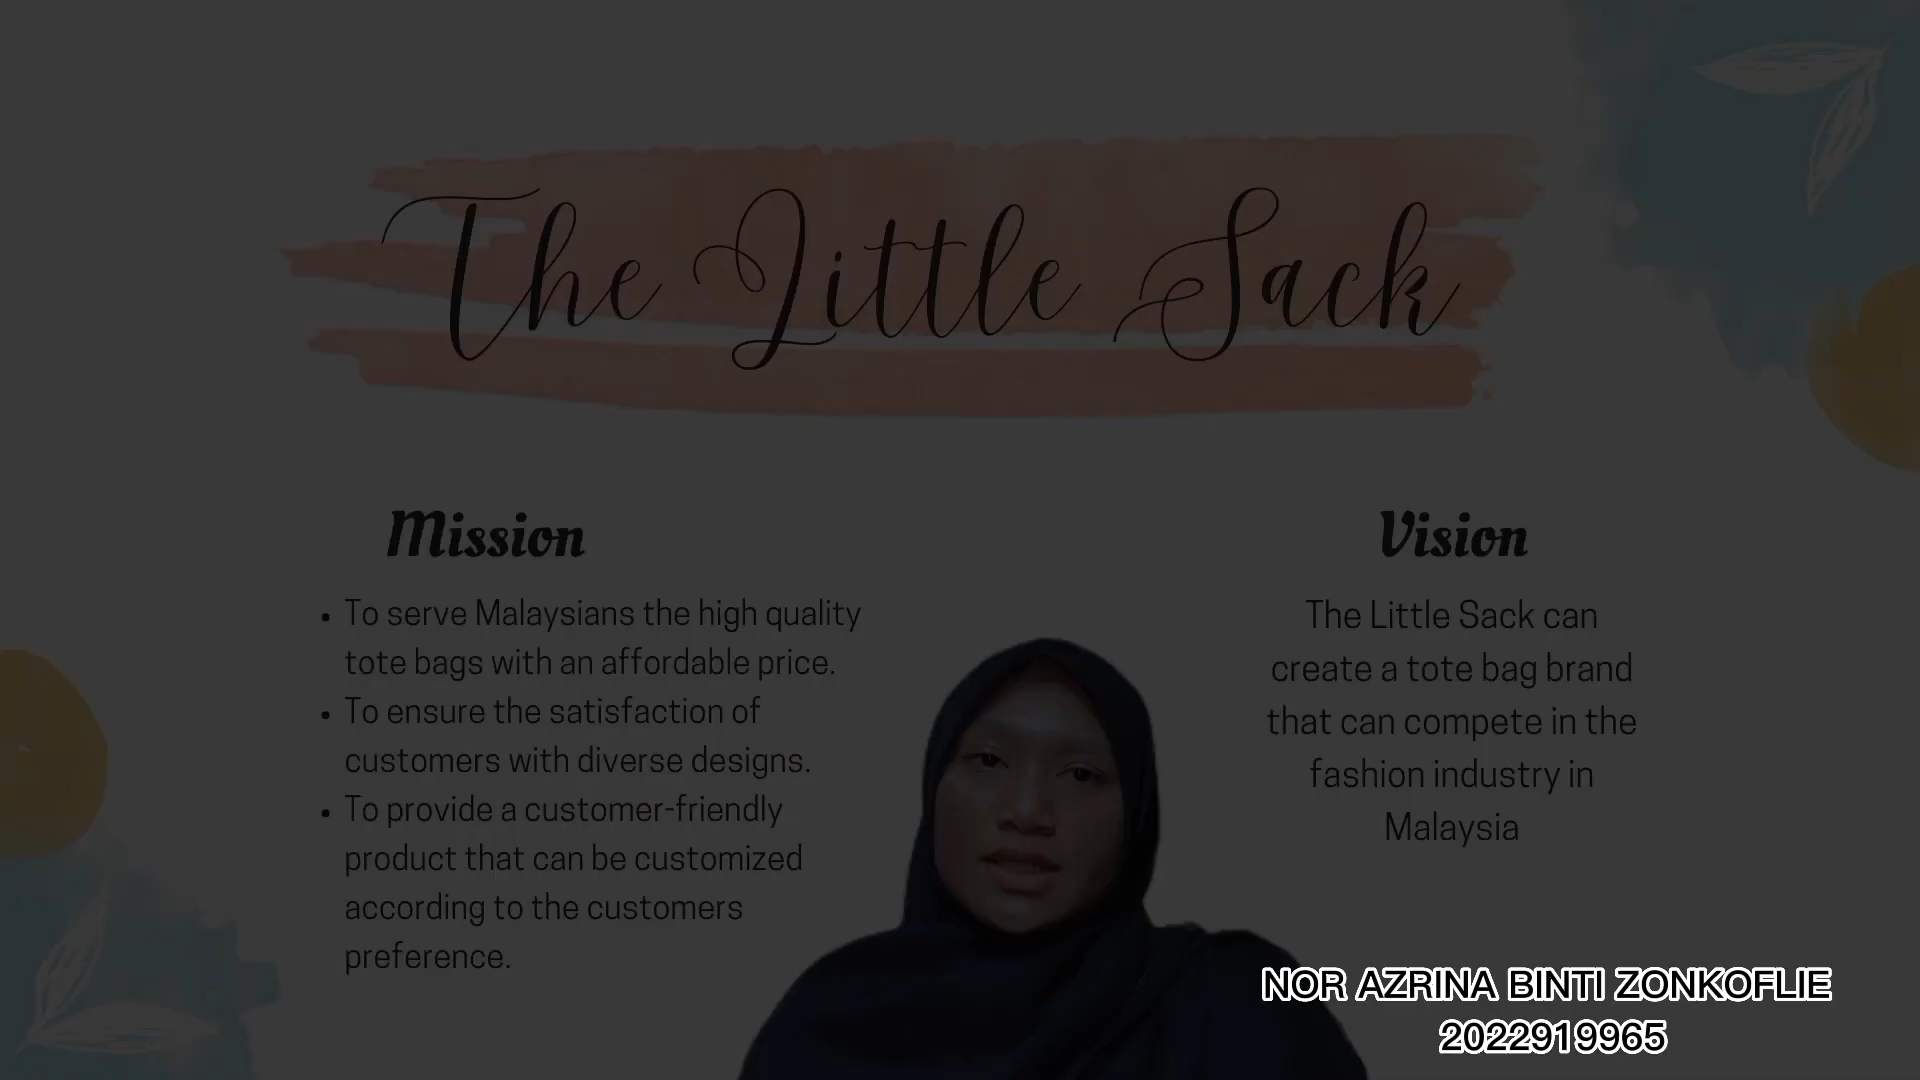 The Little Sack
Mission
• To serve Malaysians the high quality
tote bags with an affordable price.
• To ensure the satisfaction of
customers with diverse designs.
• To provide a customer-friendly
product that can be customized
according to the customers
preference.
Vision
The Little Sack can
create a tote bag brand
that can compete in the
fashion industry in
Malaysia
NOR AZRINA BINTI ZONKOFLIE
2022919965